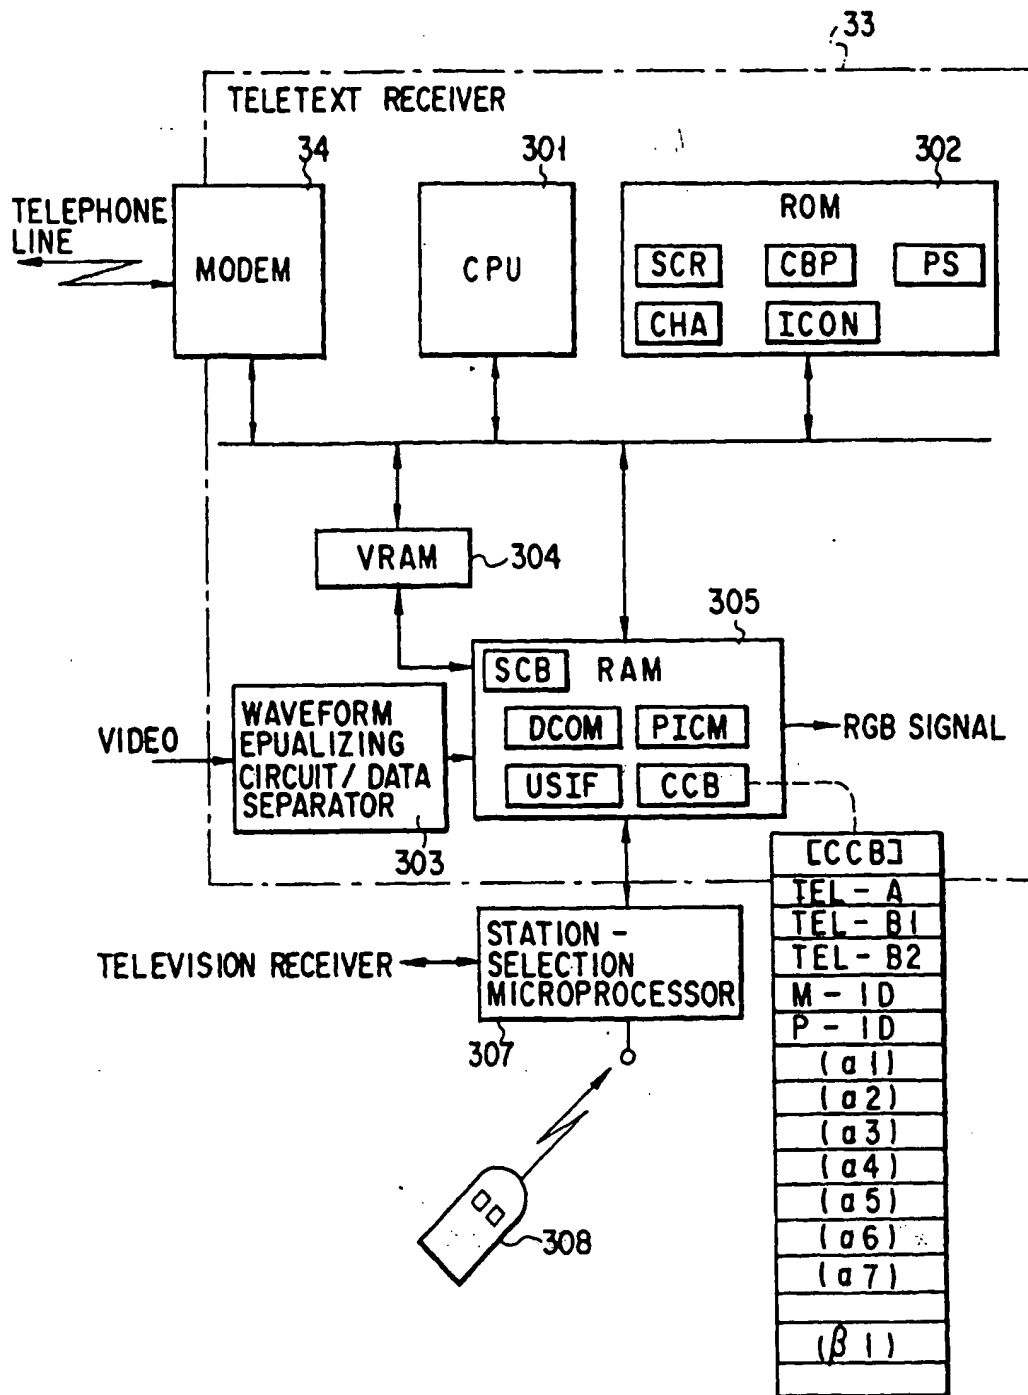 33
TELETEXT RECEIVER
34
301
302
TELEPHONE
LINE
MODEM
CPU
ROM
SCR
CBP
PS
CHA
ICON
VRAM
304
305
SCB
RAM
DCOM
PICM
USIF
CCB
RGB SIGNAL
VIDEO
WAVEFORM
EPUALIZING
CIRCUIT/DATA
SEPARATOR
303
[CCB]
TEL-A
TEL-B1
TEL-B2
M-ID
P-ID
(α1)
(α2)
(α3)
(α4)
(α5)
(α6)
(α7)
(β1)
TELEVISION RECEIVER
STATION-
SELECTION
MICROPROCESSOR
307
308